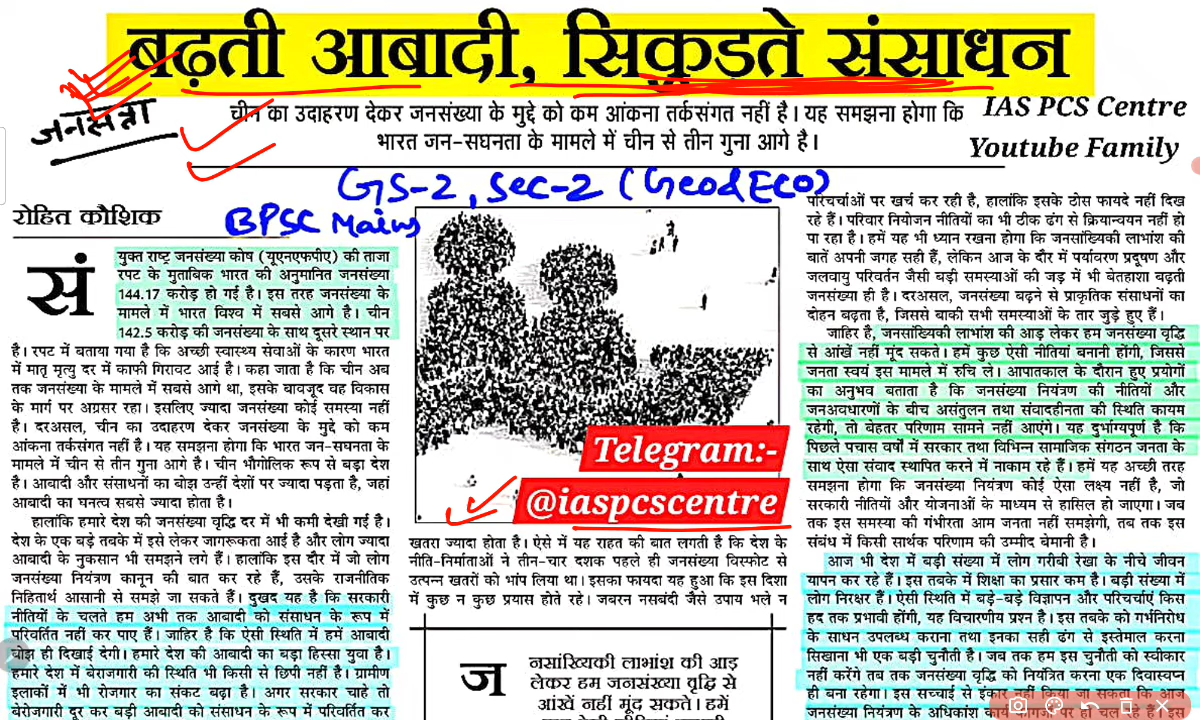 बढ़ती आबादी, सिकुडते संसाधन
जनसत्ता
चीन का उदाहरण देकर जनसंख्या के मुद्दे को कम आंकना तर्कसंगत नहीं है। यह समझना होगा कि
भारत जन-सघनता के मामले में चीन से तीन गुना आगे है।
IAS PCS Centre
Youtube Family
GS-2, Sec-2 (Geo&Eco)
BPSC Mains
रोहित कौशिक
संयुक्त राष्ट्र जनसंख्या कोष (यूएनएफपीए) की ताजा
रपट के मुताबिक भारत की अनुमानित जनसंख्या
144.17 करोड़ हो गई है। इस तरह जनसंख्या के
मामले में भारत विश्व में सबसे आगे है। चीन
142.5 करोड़ की जनसंख्या के साथ दूसरे स्थान पर
है। रपट में बताया गया है कि अच्छी स्वास्थ्य सेवाओं के कारण भारत
में मातृ मृत्यु दर में काफी गिरावट आई है। कहा जाता है कि चीन अब
तक जनसंख्या के मामले में सबसे आगे था, इसके बावजूद वह विकास
के मार्ग पर अग्रसर रहा। इसलिए ज्यादा जनसंख्या कोई समस्या नहीं
है। दरअसल, चीन का उदाहरण देकर जनसंख्या के मुद्दे को कम
आंकना तर्कसंगत नहीं है। यह समझना होगा कि भारत जन-सघनता के
मामले में चीन से तीन गुना आगे है। चीन भौगोलिक रूप से बड़ा देश
है। आबादी और संसाधनों का बोझ उन्हीं देशों पर ज्यादा पड़ता है, जहां
आबादी का घनत्व सबसे ज्यादा होता है।
हालांकि हमारे देश की जनसंख्या वृद्धि दर में भी कमी देखी गई है।
देश के एक बड़े तबके में इसे लेकर जागरूकता आई है और लोग ज्यादा
आबादी के नुकसान भी समझने लगे हैं। हालांकि इस दौर में जो लोग
जनसंख्या नियंत्रण कानून की बात कर रहे हैं, उसके राजनीतिक
निहितार्थ आसानी से समझे जा सकते हैं। दुखद यह है कि सरकारी
नीतियों के चलते हम अभी तक आबादी को संसाधन के रूप में
परिवर्तित नहीं कर पाए हैं। जाहिर है कि ऐसी स्थिति में हमें आबादी
बोझ ही दिखाई देगी। हमारे देश की आबादी का बड़ा हिस्सा युवा है।
हमारे देश में बेराजगारी की स्थिति भी किसी से छिपी नहीं है। ग्रामीण
इलाकों में भी रोजगार का संकट बढ़ा है। अगर सरकार चाहे तो
बेरोजगारी दूर कर बड़ी आबादी को संसाधन के रूप में परिवर्तित कर
Telegram:-
@iaspcscentre
खतरा ज्यादा होता है। ऐसे में यह राहत की बात लगती है कि देश के
नीति-निर्माताओं ने तीन-चार दशक पहले ही जनसंख्या विस्फोट से
उत्पन्न खतरों को भांप लिया था। इसका फायदा यह हुआ कि इस दिशा
में कुछ न कुछ प्रयास होते रहे। जबरन नसबंदी जैसे उपाय भले न
जनसांख्यिकी लाभांश की आड़
लेकर हम जनसंख्या वृद्धि से
आंखें नहीं मूंद सकते। हमें
परिचर्चाओं पर खर्च कर रही है, हालांकि इसके ठोस फायदे नहीं दिख
रहे हैं। परिवार नियोजन नीतियों का भी ठीक ढंग से क्रियान्वयन नहीं हो
पा रहा है। हमें यह भी ध्यान रखना होगा कि जनसांख्यिकी लाभांश की
बातें अपनी जगह सही हैं, लेकिन आज के दौर में पर्यावरण प्रदूषण और
जलवायु परिवर्तन जैसी बड़ी समस्याओं की जड़ में भी बेतहाशा बढ़ती
जनसंख्या ही है। दरअसल, जनसंख्या बढ़ने से प्राकृतिक संसाधनों का
दोहन बढ़ता है, जिससे बाकी सभी समस्याओं के तार जुड़े हुए हैं।
जाहिर है, जनसांख्यिकी लाभांश की आड़ लेकर हम जनसंख्या वृद्धि
से आंखें नहीं मूंद सकते। हमें कुछ ऐसी नीतियां बनानी होंगी, जिससे
जनता स्वयं इस मामले में रुचि ले। आपातकाल के दौरान हुए प्रयोगों
का अनुभव बताता है कि जनसंख्या नियंत्रण की नीतियों और
जनअवधारणों के बीच असंतुलन तथा संवादहीनता की स्थिति कायम
रहेगी, तो बेहतर परिणाम सामने नहीं आएंगे। यह दुर्भाग्यपूर्ण है कि
पिछले पचास वर्षों में सरकार तथा विभिन्न सामाजिक संगठन जनता के
साथ ऐसा संवाद स्थापित करने में नाकाम रहे हैं। हमें यह अच्छी तरह
समझना होगा कि जनसंख्या नियंत्रण कोई ऐसा लक्ष्य नहीं है, जो
सरकारी नीतियों और योजनाओं के माध्यम से हासिल हो जाएगा। जब
तक इस समस्या की गंभीरता आम जनता नहीं समझेगी, तब तक इस
संबंध में किसी सार्थक परिणाम की उम्मीद बेमानी है।
आज भी देश में बड़ी संख्या में लोग गरीबी रेखा के नीचे जीवन
यापन कर रहे हैं। इस तबके में शिक्षा का प्रसार कम है। बड़ी संख्या में
लोग निरक्षर हैं। ऐसी स्थिति में बड़े-बड़े विज्ञापन और परिचर्चाएं किस
हद तक प्रभावी होंगी, यह विचारणीय प्रश्न है। इस तबके को गर्भनिरोध
के साधन उपलब्ध कराना तथा इनका सही ढंग से इस्तेमाल करना
सिखाना भी एक बड़ी चुनौती है। जब तक हम इस चुनौती को स्वीकार
नहीं करेंगे तब तक जनसंख्या वृद्धि को नियंत्रित करना एक दिवास्वप्न
ही बना रहेगा। इस सच्चाई से इंकार नहीं किया जा सकता कि आज
जनसंख्या नियंत्रण के अधिकांश कार्य कागजों पर ही चल रहे हैं। इस